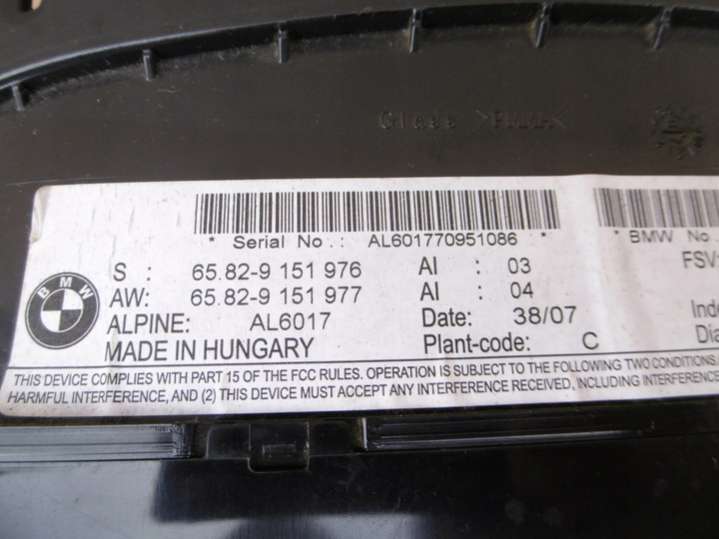 Glass >PMMA<
* Serial No.: AL601770951086 *
* BMW No.
S : 65.82-9 151 976 AI : 03 FSV:
BMW
AW: 65.82-9 151 977 AI : 04
ALPINE: AL6017 Date: 38/07
MADE IN HUNGARY Plant-code: C
THIS DEVICE COMPLIES WITH PART 15 OF THE FCC RULES. OPERATION IS SUBJECT TO THE FOLLOWING TWO CONDITIONS.
HARMFUL INTERFERENCE, AND (2) THIS DEVICE MUST ACCEPT ANY INTERFERENCE RECEIVED, INCLUDING INTERFERENCE